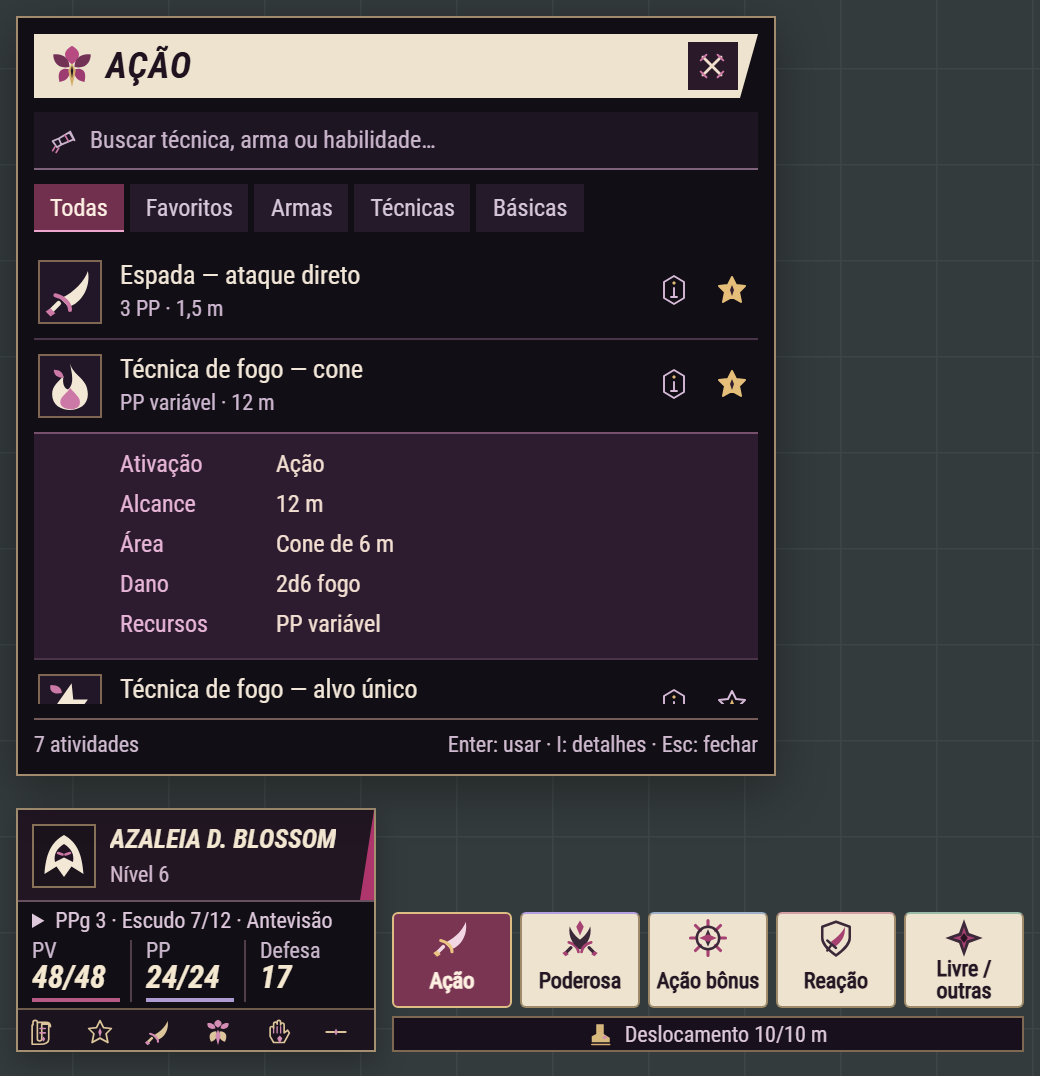 AÇÃO
Buscar técnica, arma ou habilidade…
Todas
Favoritos
Armas
Técnicas
Básicas
Espada — ataque direto
3 PP · 1,5 m
Técnica de fogo — cone
PP variável · 12 m
Ativação Ação
Alcance 12 m
Área Cone de 6 m
Dano 2d6 fogo
Recursos PP variável
Técnica de fogo — alvo único
7 atividades
Enter: usar · I: detalhes · Esc: fechar
AZALEIA D. BLOSSOM
Nível 6
PPg 3 · Escudo 7/12 · Antevisão
PV
48/48
PP
24/24
Defesa
17
Ação
Poderosa
Ação bônus
Reação
Livre /
outras
Deslocamento 10/10 m